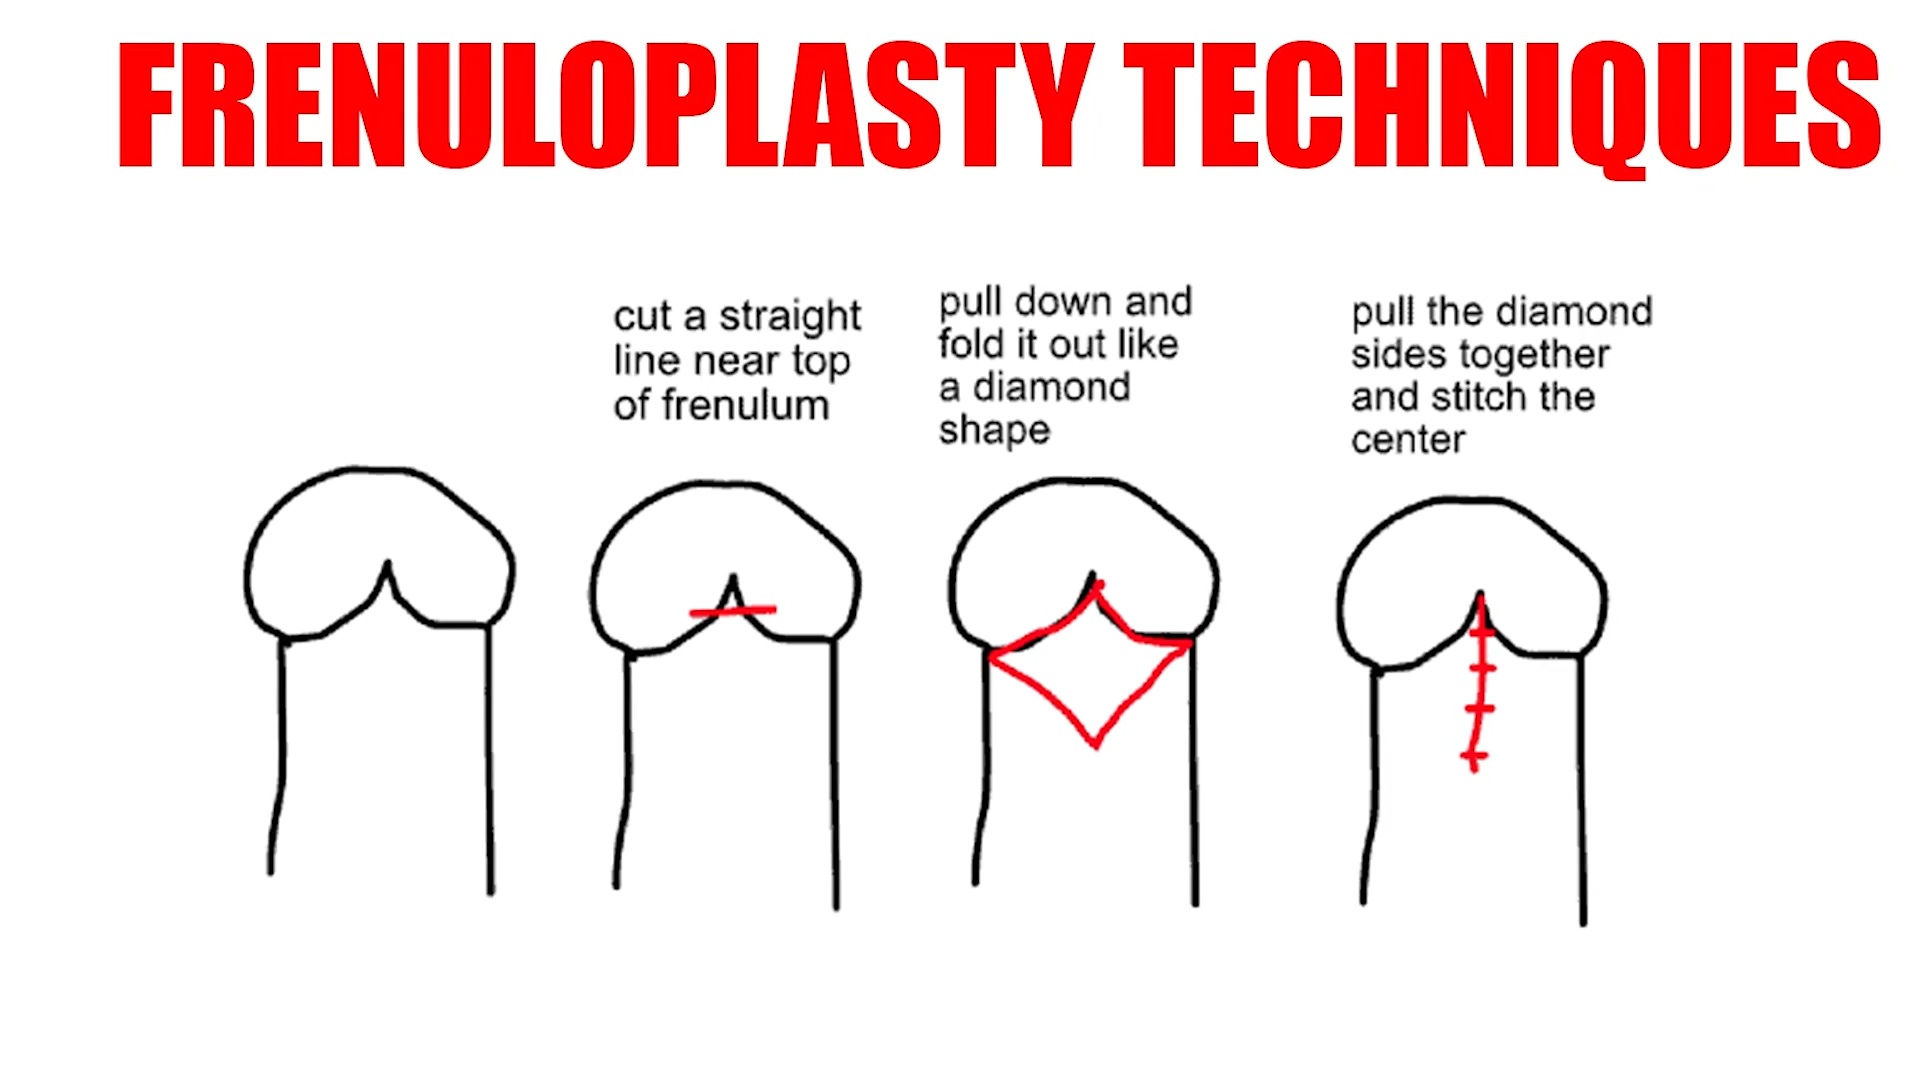 FRENULOPLASTY TECHNIQUES
cut a straight
line near top
of frenulum
pull down and
fold it out like
a diamond
shape
pull the diamond
sides together
and stitch the
center